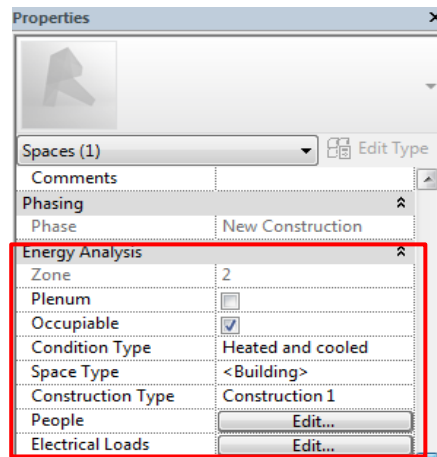 Properties
Spaces (1) Edit Type
Comments
Phasing
Phase New Construction
Energy Analysis
Zone 2
Plenum
Occupiable
Condition Type Heated and cooled
Space Type <Building>
Construction Type Construction 1
People Edit...
Electrical Loads Edit...